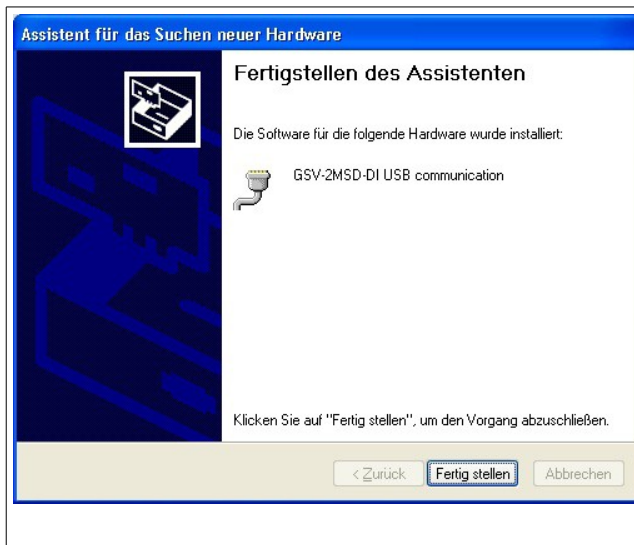 Assistent für das Suchen neuer Hardware
Fertigstellen des Assistenten
Die Software für die folgende Hardware wurde installiert:
GSV-2MSD-DI USB communication
Klicken Sie auf "Fertig stellen", um den Vorgang abzuschließen.
< Zurück
Fertig stellen
Abbrechen